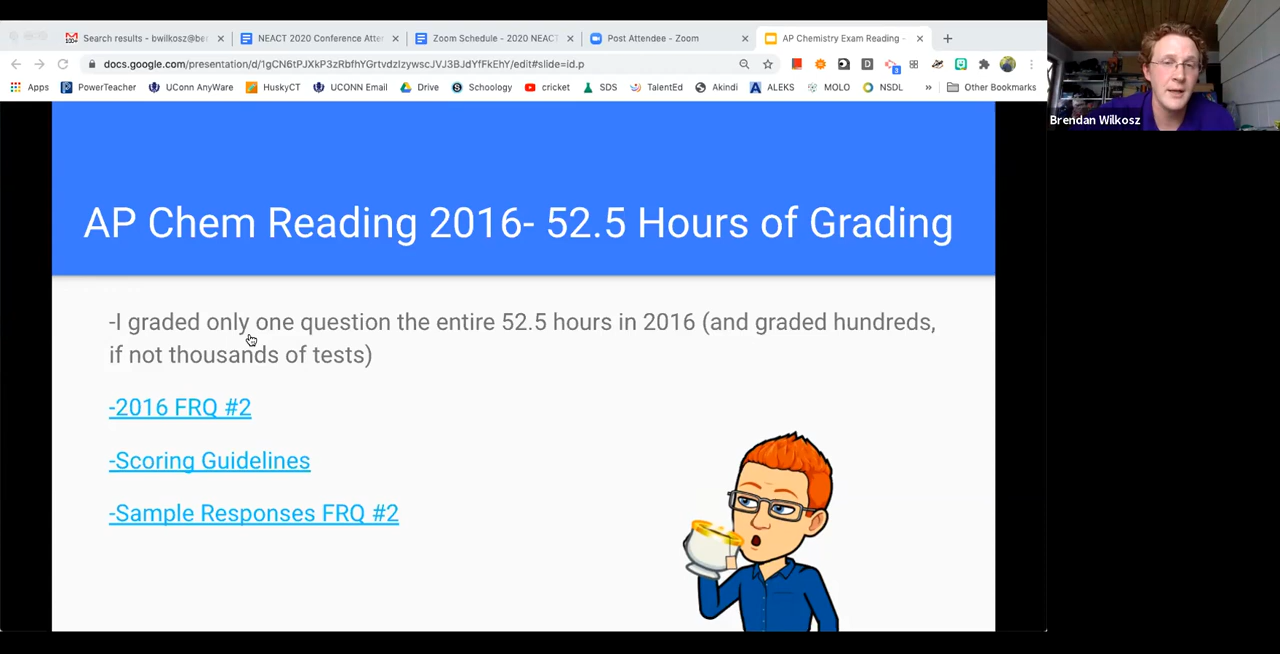 Search results - bwilkosz@be
NEACT 2020 Conference Atter
Zoom Schedule - 2020 NEACT
Post Attendee - Zoom
AP Chemistry Exam Reading -
docs.google.com/presentation/d/1gCN6tPJXkP3zRbfhYGrtvdzIzywscJVJ3BJdYfFkEhY/edit#slide=id.p
Apps PowerTeacher UConn AnyWare HuskyCT UCONN Email Drive Schoology cricket SDS TalentEd Akindi ALEKS MOLO NSDL » Other Bookmarks
Brendan Wilkosz
AP Chem Reading 2016- 52.5 Hours of Grading
-I graded only one question the entire 52.5 hours in 2016 (and graded hundreds,
if not thousands of tests)
-2016 FRQ #2
-Scoring Guidelines
-Sample Responses FRQ #2